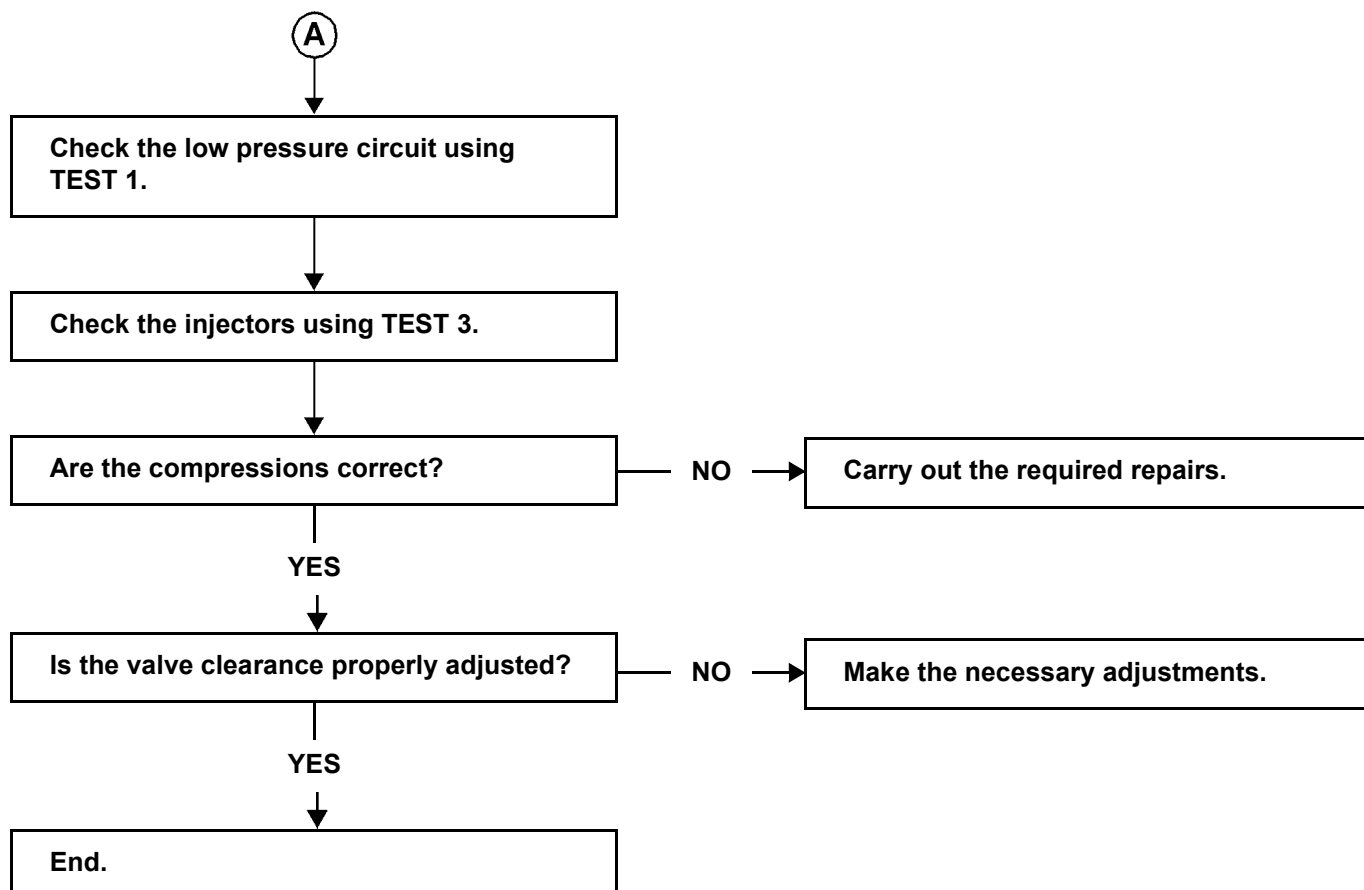 A
Check the low pressure circuit using
TEST 1.
Check the injectors using TEST 3.
Are the compressions correct?
NO
Carry out the required repairs.
YES
Is the valve clearance properly adjusted?
NO
Make the necessary adjustments.
YES
End.